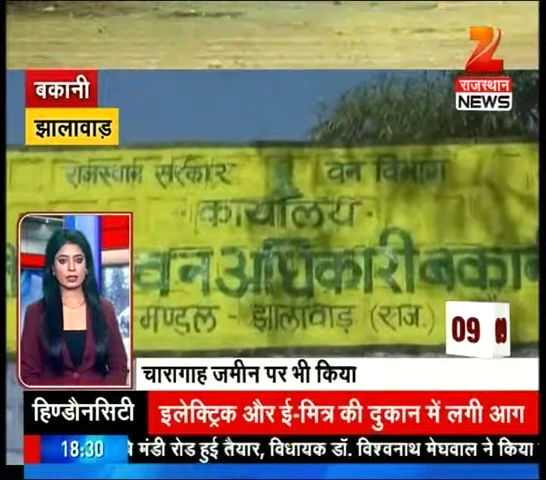 बकानी
झालावाड़
राजस्थान
NEWS
राजस्थान सरकार वन विभाग
कार्यालय
वन अधिकारी बकानी
मण्डल - झालावाड़ (राज.)
09
चारागाह जमीन पर भी किया
हिण्डौनसिटी
इलेक्ट्रिक और ई-मित्र की दुकान में लगी आग
18:30
मंडी रोड हुई तैयार, विधायक डॉ. विश्वनाथ मेघवाल ने किया